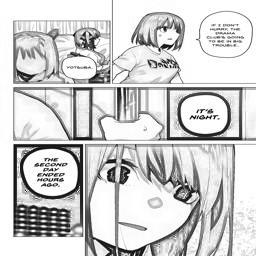 YOTSUBA.
IF I DON'T
HURRY, THE
DRAMA
CLUB'S GOING
TO BE IN BIG
TROUBLE.
IT'S
NIGHT.
THE
SECOND
DAY
ENDED
HOURS
AGO.